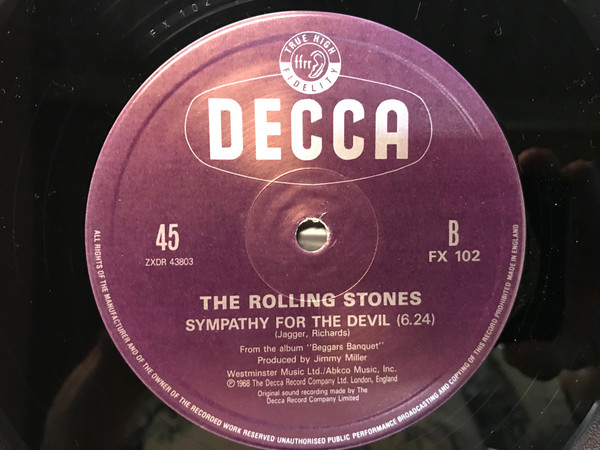 FX 102
TRUE HIGH
ffrr
FIDELITY
DECCA
45
ZXDR 43803
B
FX 102
THE ROLLING STONES
SYMPATHY FOR THE DEVIL (6.24)
(Jagger, Richards)
From the album "Beggars Banquet"
Produced by Jimmy Miller
Westminster Music Ltd./Abkco Music, Inc.
℗ 1968 The Decca Record Company Ltd. London, England
Original sound recording made by The
Decca Record Company Limited
ALL RIGHTS OF THE MANUFACTURER AND OF THE OWNER OF THE RECORDED WORK RESERVED UNAUTHORISED PUBLIC PERFORMANCE BROADCASTING AND COPYING OF THIS RECORD PROHIBITED MADE IN ENGLAND